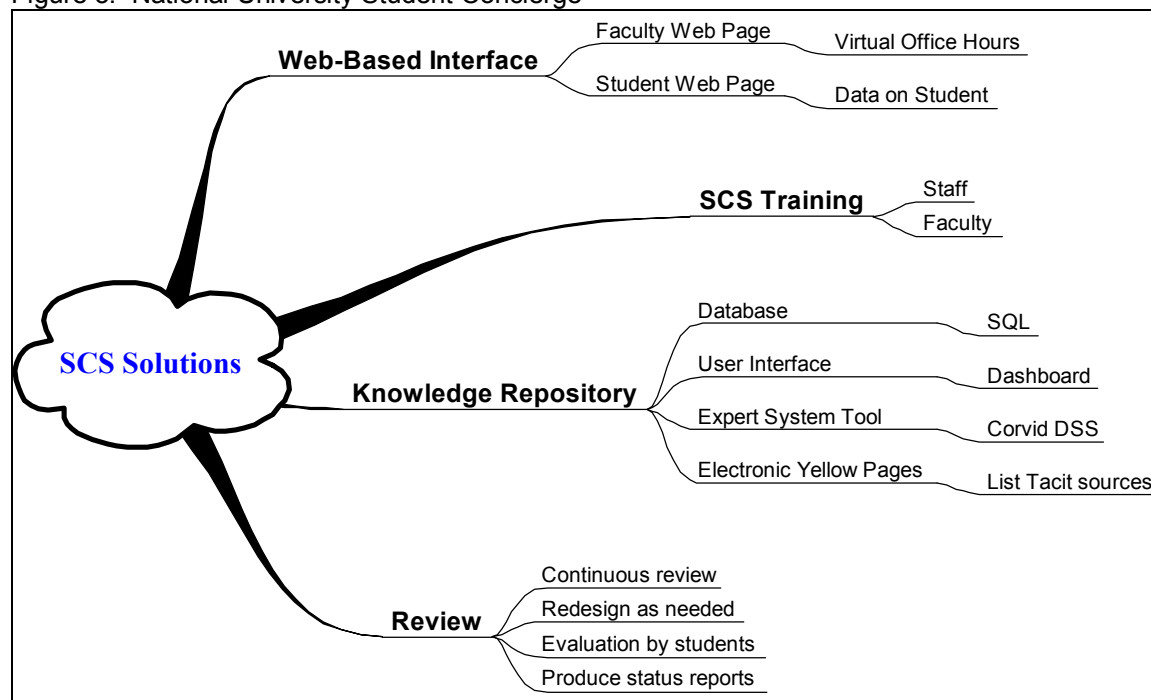 National University Student Concierge
Web-Based Interface
Faculty Web Page
Virtual Office Hours
Student Web Page
Data on Student
SCS Training
Staff
Faculty
SCS Solutions
Knowledge Repository
Database
SQL
User Interface
Dashboard
Expert System Tool
Corvid DSS
Electronic Yellow Pages
List Tacit sources
Review
Continuous review
Redesign as needed
Evaluation by students
Produce status reports